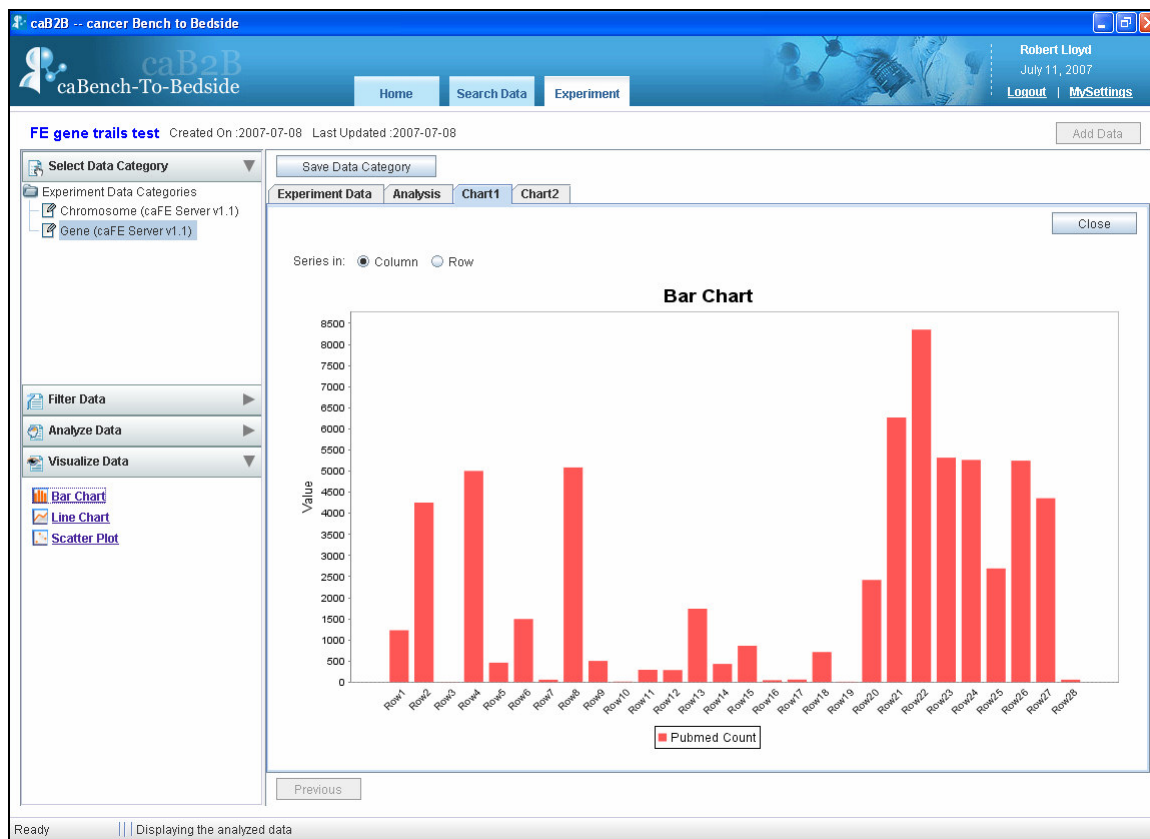 caB2B -- cancer Bench to Bedside
caB2B
caBench-To-Bedside
Home
Search Data
Experiment
Robert Lloyd
July 11, 2007
Logout | MySettings
FE gene trails test Created On :2007-07-08 Last Updated :2007-07-08
Add Data
Select Data Category
Experiment Data Categories
Chromosome (caFE Server v1.1)
Gene (caFE Server v1.1)
Filter Data
Analyze Data
Visualize Data
Bar Chart
Line Chart
Scatter Plot
Save Data Category
Experiment Data
Analysis
Chart1
Chart2
Close
Series in: Column Row
Bar Chart
Value
8500
8000
7500
7000
6500
6000
5500
5000
4500
4000
3500
3000
2500
2000
1500
1000
500
0
Row1 Row2 Row3 Row4 Row5 Row6 Row7 Row8 Row9 Row10 Row11 Row12 Row13 Row14 Row15 Row16 Row17 Row18 Row19 Row20 Row21 Row22 Row23 Row24 Row25 Row26 Row27 Row28
Pubmed Count
Previous
Ready
Displaying the analyzed data